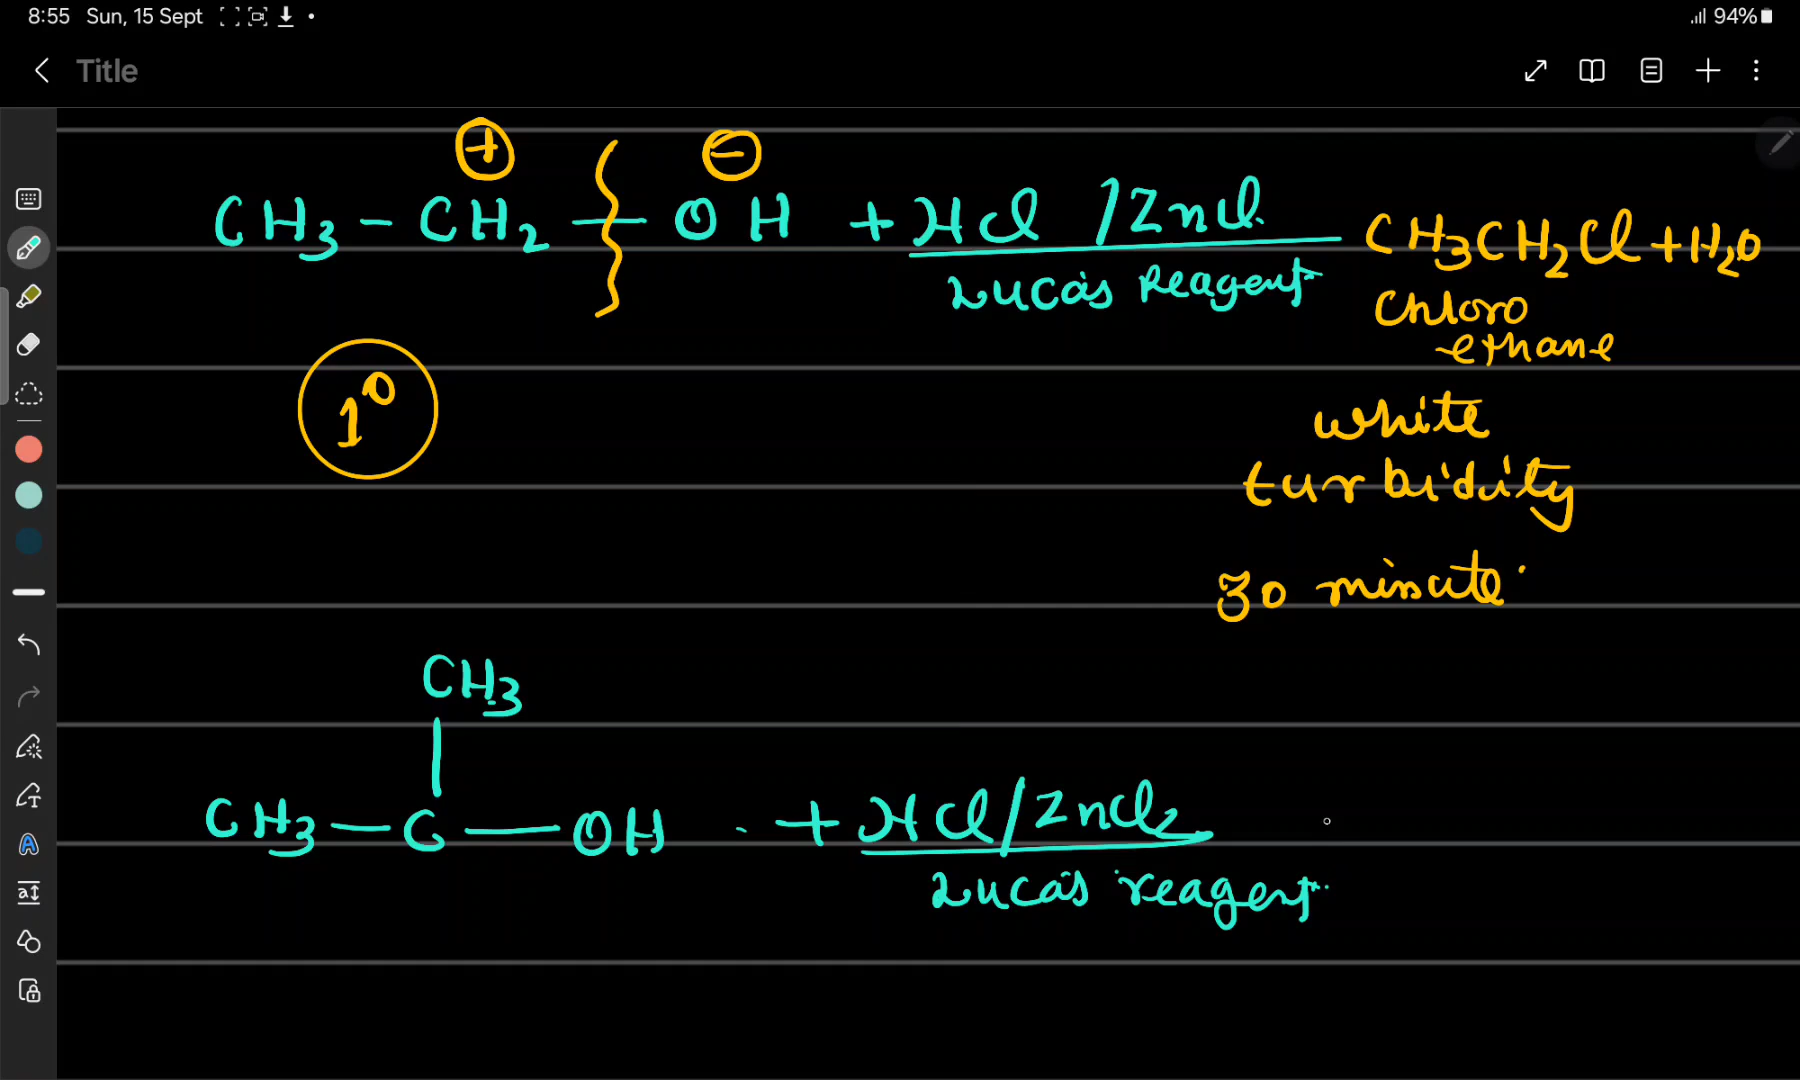 8:55 Sun, 15 Sept 94%
Title
+ −
CH3 - CH2 - OH + HCl / ZnCl CH3CH2Cl + H2O
Lucas Reagent
Chloro
ethane
1°
white
turbidity
30 minute
CH3
CH3 - C - OH + HCl / ZnCl2
Lucas reagent